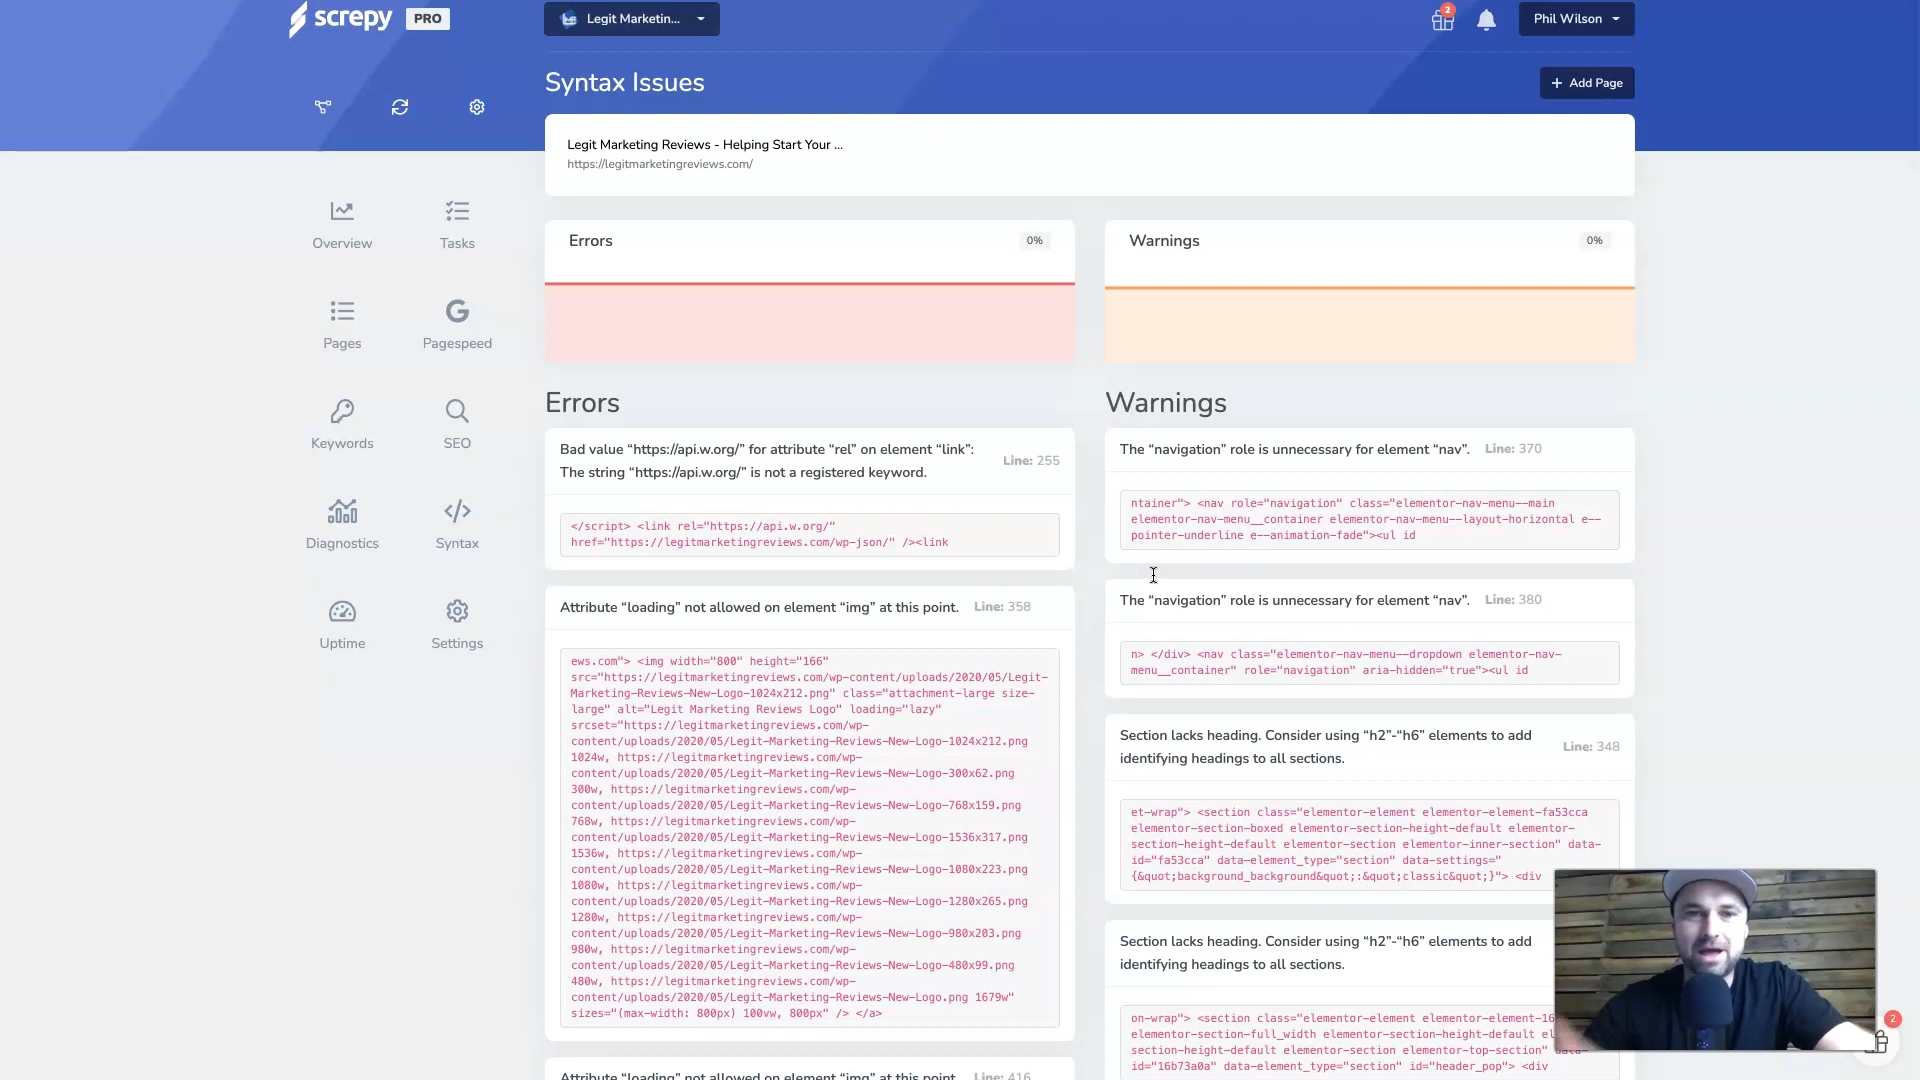 screpy PRO
Legit Marketin...
2
Phil Wilson
Syntax Issues
+ Add Page
Legit Marketing Reviews - Helping Start Your ...
https://legitmarketingreviews.com/
Overview
Tasks
Pages
Pagespeed
Keywords
SEO
Diagnostics
Syntax
Uptime
Settings
Errors
0%
Warnings
0%
Errors
Bad value “https://api.w.org/” for attribute “rel” on element “link”:
The string “https://api.w.org/” is not a registered keyword.
Line: 255
</script> <link rel="https://api.w.org/"
href="https://legitmarketingreviews.com/wp-json/" /><link
Attribute “loading” not allowed on element “img” at this point.
Line: 358
ews.com"> <img width="800" height="166"
src="https://legitmarketingreviews.com/wp-content/uploads/2020/05/Legit-
Marketing-Reviews-New-Logo-1024x212.png" class="attachment-large size-
large" alt="Legit Marketing Reviews Logo" loading="lazy"
srcset="https://legitmarketingreviews.com/wp-
content/uploads/2020/05/Legit-Marketing-Reviews-New-Logo-1024x212.png
1024w, https://legitmarketingreviews.com/wp-
content/uploads/2020/05/Legit-Marketing-Reviews-New-Logo-300x62.png
300w, https://legitmarketingreviews.com/wp-
content/uploads/2020/05/Legit-Marketing-Reviews-New-Logo-768x159.png
768w, https://legitmarketingreviews.com/wp-
content/uploads/2020/05/Legit-Marketing-Reviews-New-Logo-1536x317.png
1536w, https://legitmarketingreviews.com/wp-
content/uploads/2020/05/Legit-Marketing-Reviews-New-Logo-1080x223.png
1080w, https://legitmarketingreviews.com/wp-
content/uploads/2020/05/Legit-Marketing-Reviews-New-Logo-1280x265.png
1280w, https://legitmarketingreviews.com/wp-
content/uploads/2020/05/Legit-Marketing-Reviews-New-Logo-980x203.png
980w, https://legitmarketingreviews.com/wp-
content/uploads/2020/05/Legit-Marketing-Reviews-New-Logo-480x99.png
480w, https://legitmarketingreviews.com/wp-
content/uploads/2020/05/Legit-Marketing-Reviews-New-Logo.png 1679w"
sizes="(max-width: 800px) 100vw, 800px" /> </a>
Attribute “loading” not allowed on element “img” at this point.
Line: 416
Warnings
The “navigation” role is unnecessary for element “nav”.
Line: 370
ntainer"> <nav role="navigation" class="elementor-nav-menu--main
elementor-nav-menu__container elementor-nav-menu--layout-horizontal e--
pointer-underline e--animation-fade"><ul id
The “navigation” role is unnecessary for element “nav”.
Line: 380
n> </div> <nav class="elementor-nav-menu--dropdown elementor-nav-
menu__container" role="navigation" aria-hidden="true"><ul id
Section lacks heading. Consider using “h2”-“h6” elements to add
identifying headings to all sections.
Line: 348
et-wrap"> <section class="elementor-element elementor-element-fa53cca
elementor-section-boxed elementor-section-height-default elementor-
section-height-default elementor-section elementor-inner-section" data-
id="fa53cca" data-element_type="section" data-settings="
{&quot;background_background&quot;:&quot;classic&quot;}"> <div
Section lacks heading. Consider using “h2”-“h6” elements to add
identifying headings to all sections.
on-wrap"> <section class="elementor-element elementor-element-16
elementor-section-full_width elementor-section-height-default el
section-height-default elementor-section elementor-top-section" data-
id="16b73a0a" data-element_type="section" id="header_pop"> <div
2